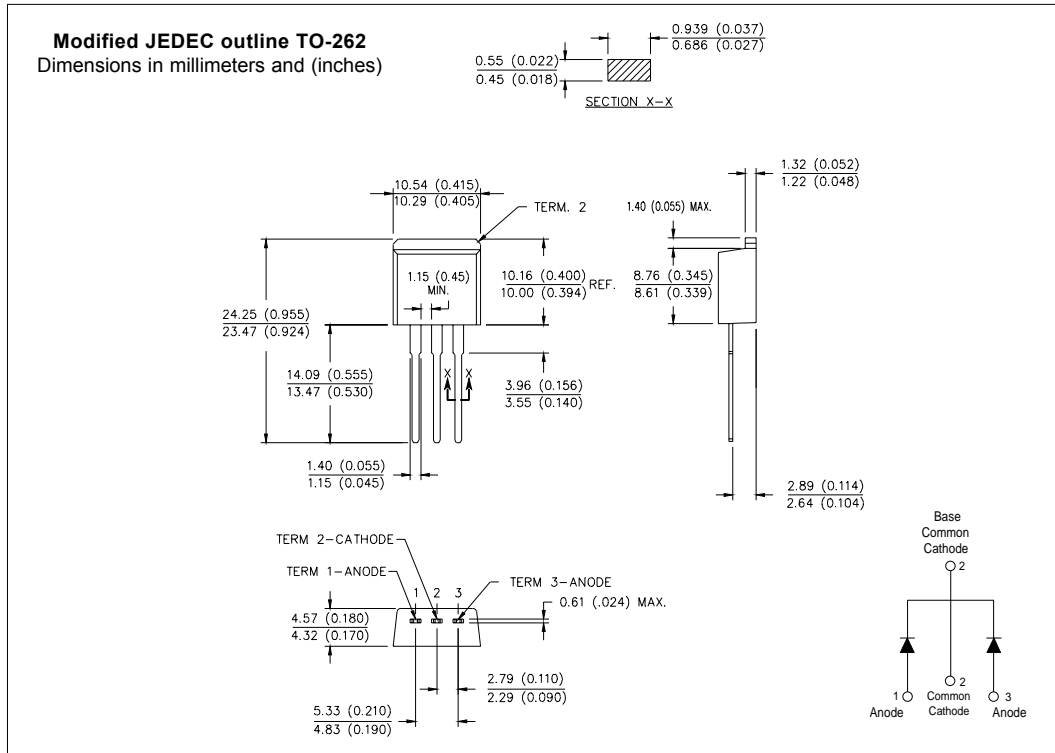 Modified JEDEC outline TO-262
Dimensions in millimeters and (inches)
0.939 (0.037)
0.686 (0.027)
0.55 (0.022)
0.45 (0.018)
SECTION X-X
1.32 (0.052)
1.22 (0.048)
10.54 (0.415)
10.29 (0.405)
TERM. 2
1.40 (0.055) MAX.
1.15 (0.45)
MIN.
10.16 (0.400)
10.00 (0.394)
REF.
8.76 (0.345)
8.61 (0.339)
24.25 (0.955)
23.47 (0.924)
14.09 (0.555)
13.47 (0.530)
X X
3.96 (0.156)
3.55 (0.140)
1.40 (0.055)
1.15 (0.045)
2.89 (0.114)
2.64 (0.104)
TERM 2-CATHODE
TERM 1-ANODE
TERM 3-ANODE
1 2 3
0.61 (.024) MAX.
4.57 (0.180)
4.32 (0.170)
2.79 (0.110)
2.29 (0.090)
5.33 (0.210)
4.83 (0.190)
Base
Common
Cathode
2
2
1
Anode
Common
Cathode
3
Anode